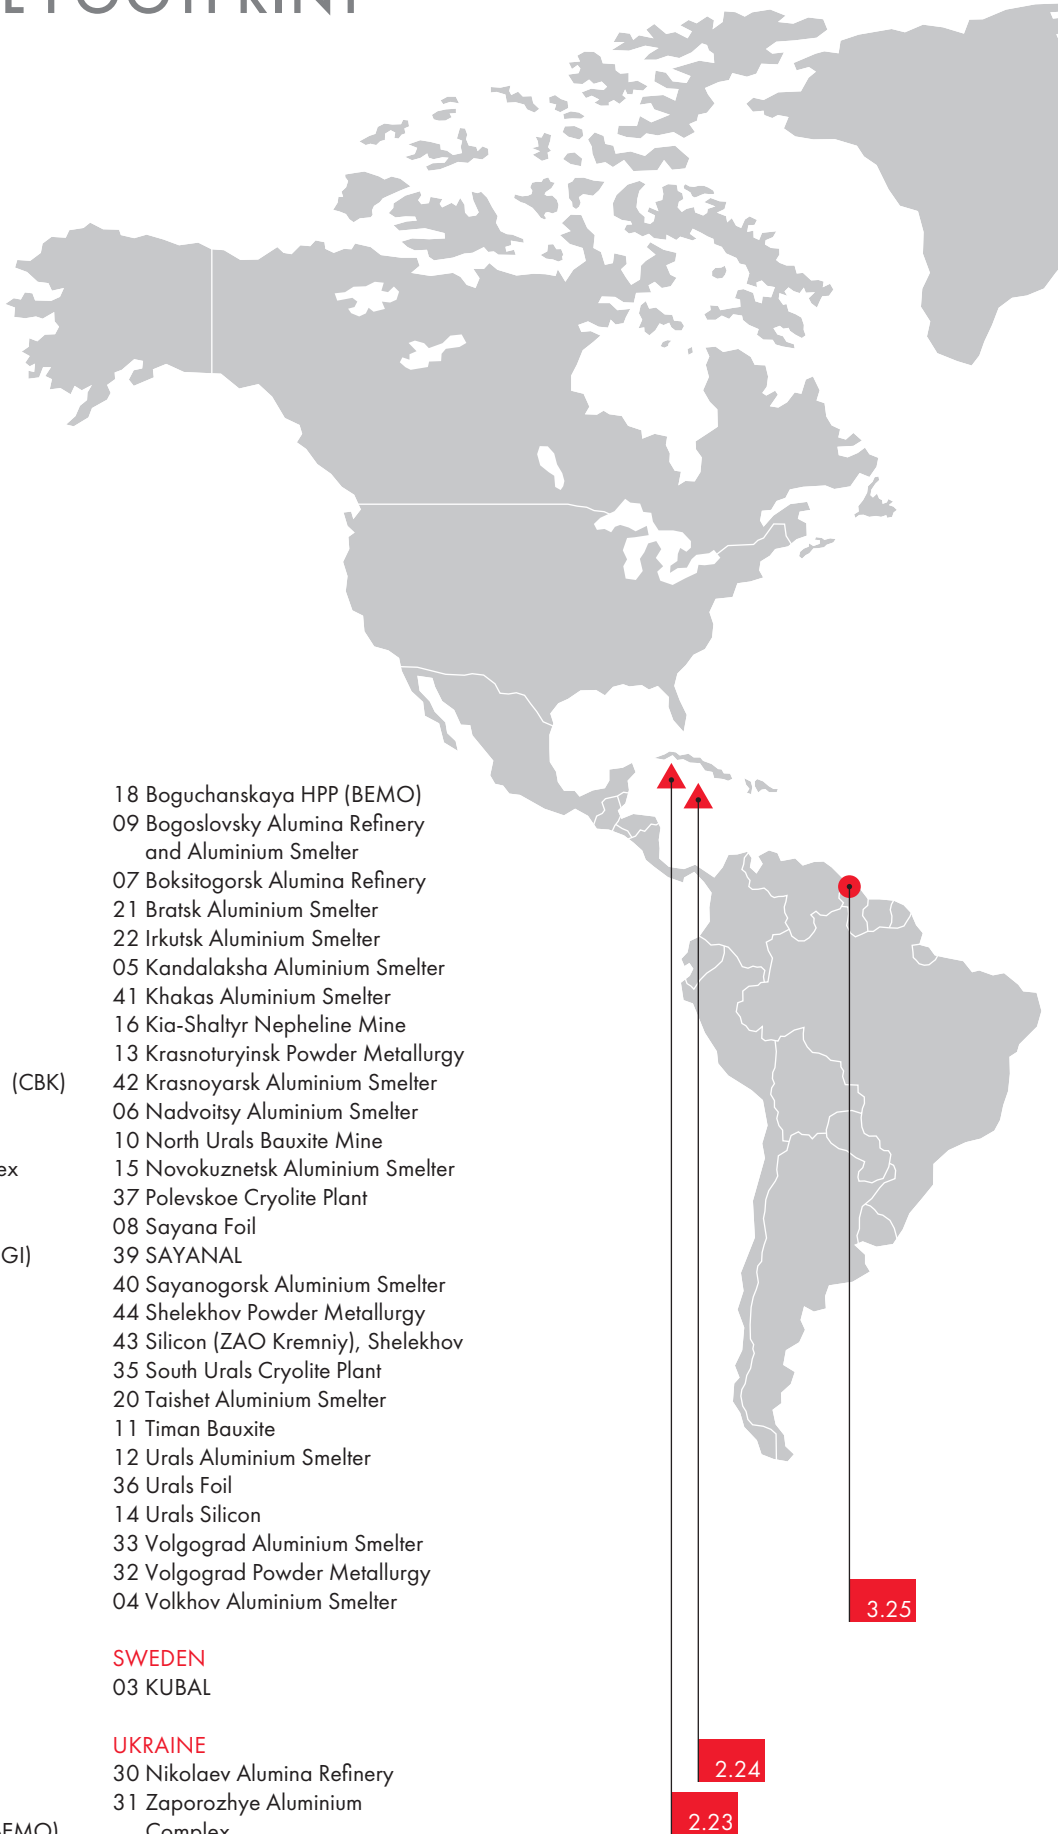 FOOTPRINT
18 Boguchanskaya HPP (BEMO)
09 Bogoslovsky Alumina Refinery
and Aluminium Smelter
07 Boksitogorsk Alumina Refinery
21 Bratsk Aluminium Smelter
22 Irkutsk Aluminium Smelter
05 Kandalaksha Aluminium Smelter
41 Khakas Aluminium Smelter
16 Kia-Shaltyr Nepheline Mine
13 Krasnoturyinsk Powder Metallurgy
(CBK)
42 Krasnoyarsk Aluminium Smelter
06 Nadvoitsy Aluminium Smelter
10 North Urals Bauxite Mine
15 Novokuznetsk Aluminium Smelter
37 Polevskoe Cryolite Plant
08 Sayana Foil
39 SAYANAL
40 Sayanogorsk Aluminium Smelter
44 Shelekhov Powder Metallurgy
43 Silicon (ZAO Kremniy), Shelekhov
35 South Urals Cryolite Plant
20 Taishet Aluminium Smelter
11 Timan Bauxite
12 Urals Aluminium Smelter
36 Urals Foil
14 Urals Silicon
33 Volgograd Aluminium Smelter
32 Volgograd Powder Metallurgy
04 Volkhov Aluminium Smelter
SWEDEN
03 KUBAL
UKRAINE
30 Nikolaev Alumina Refinery
31 Zaporozhye Aluminium
Complex
3.25
2.24
2.23